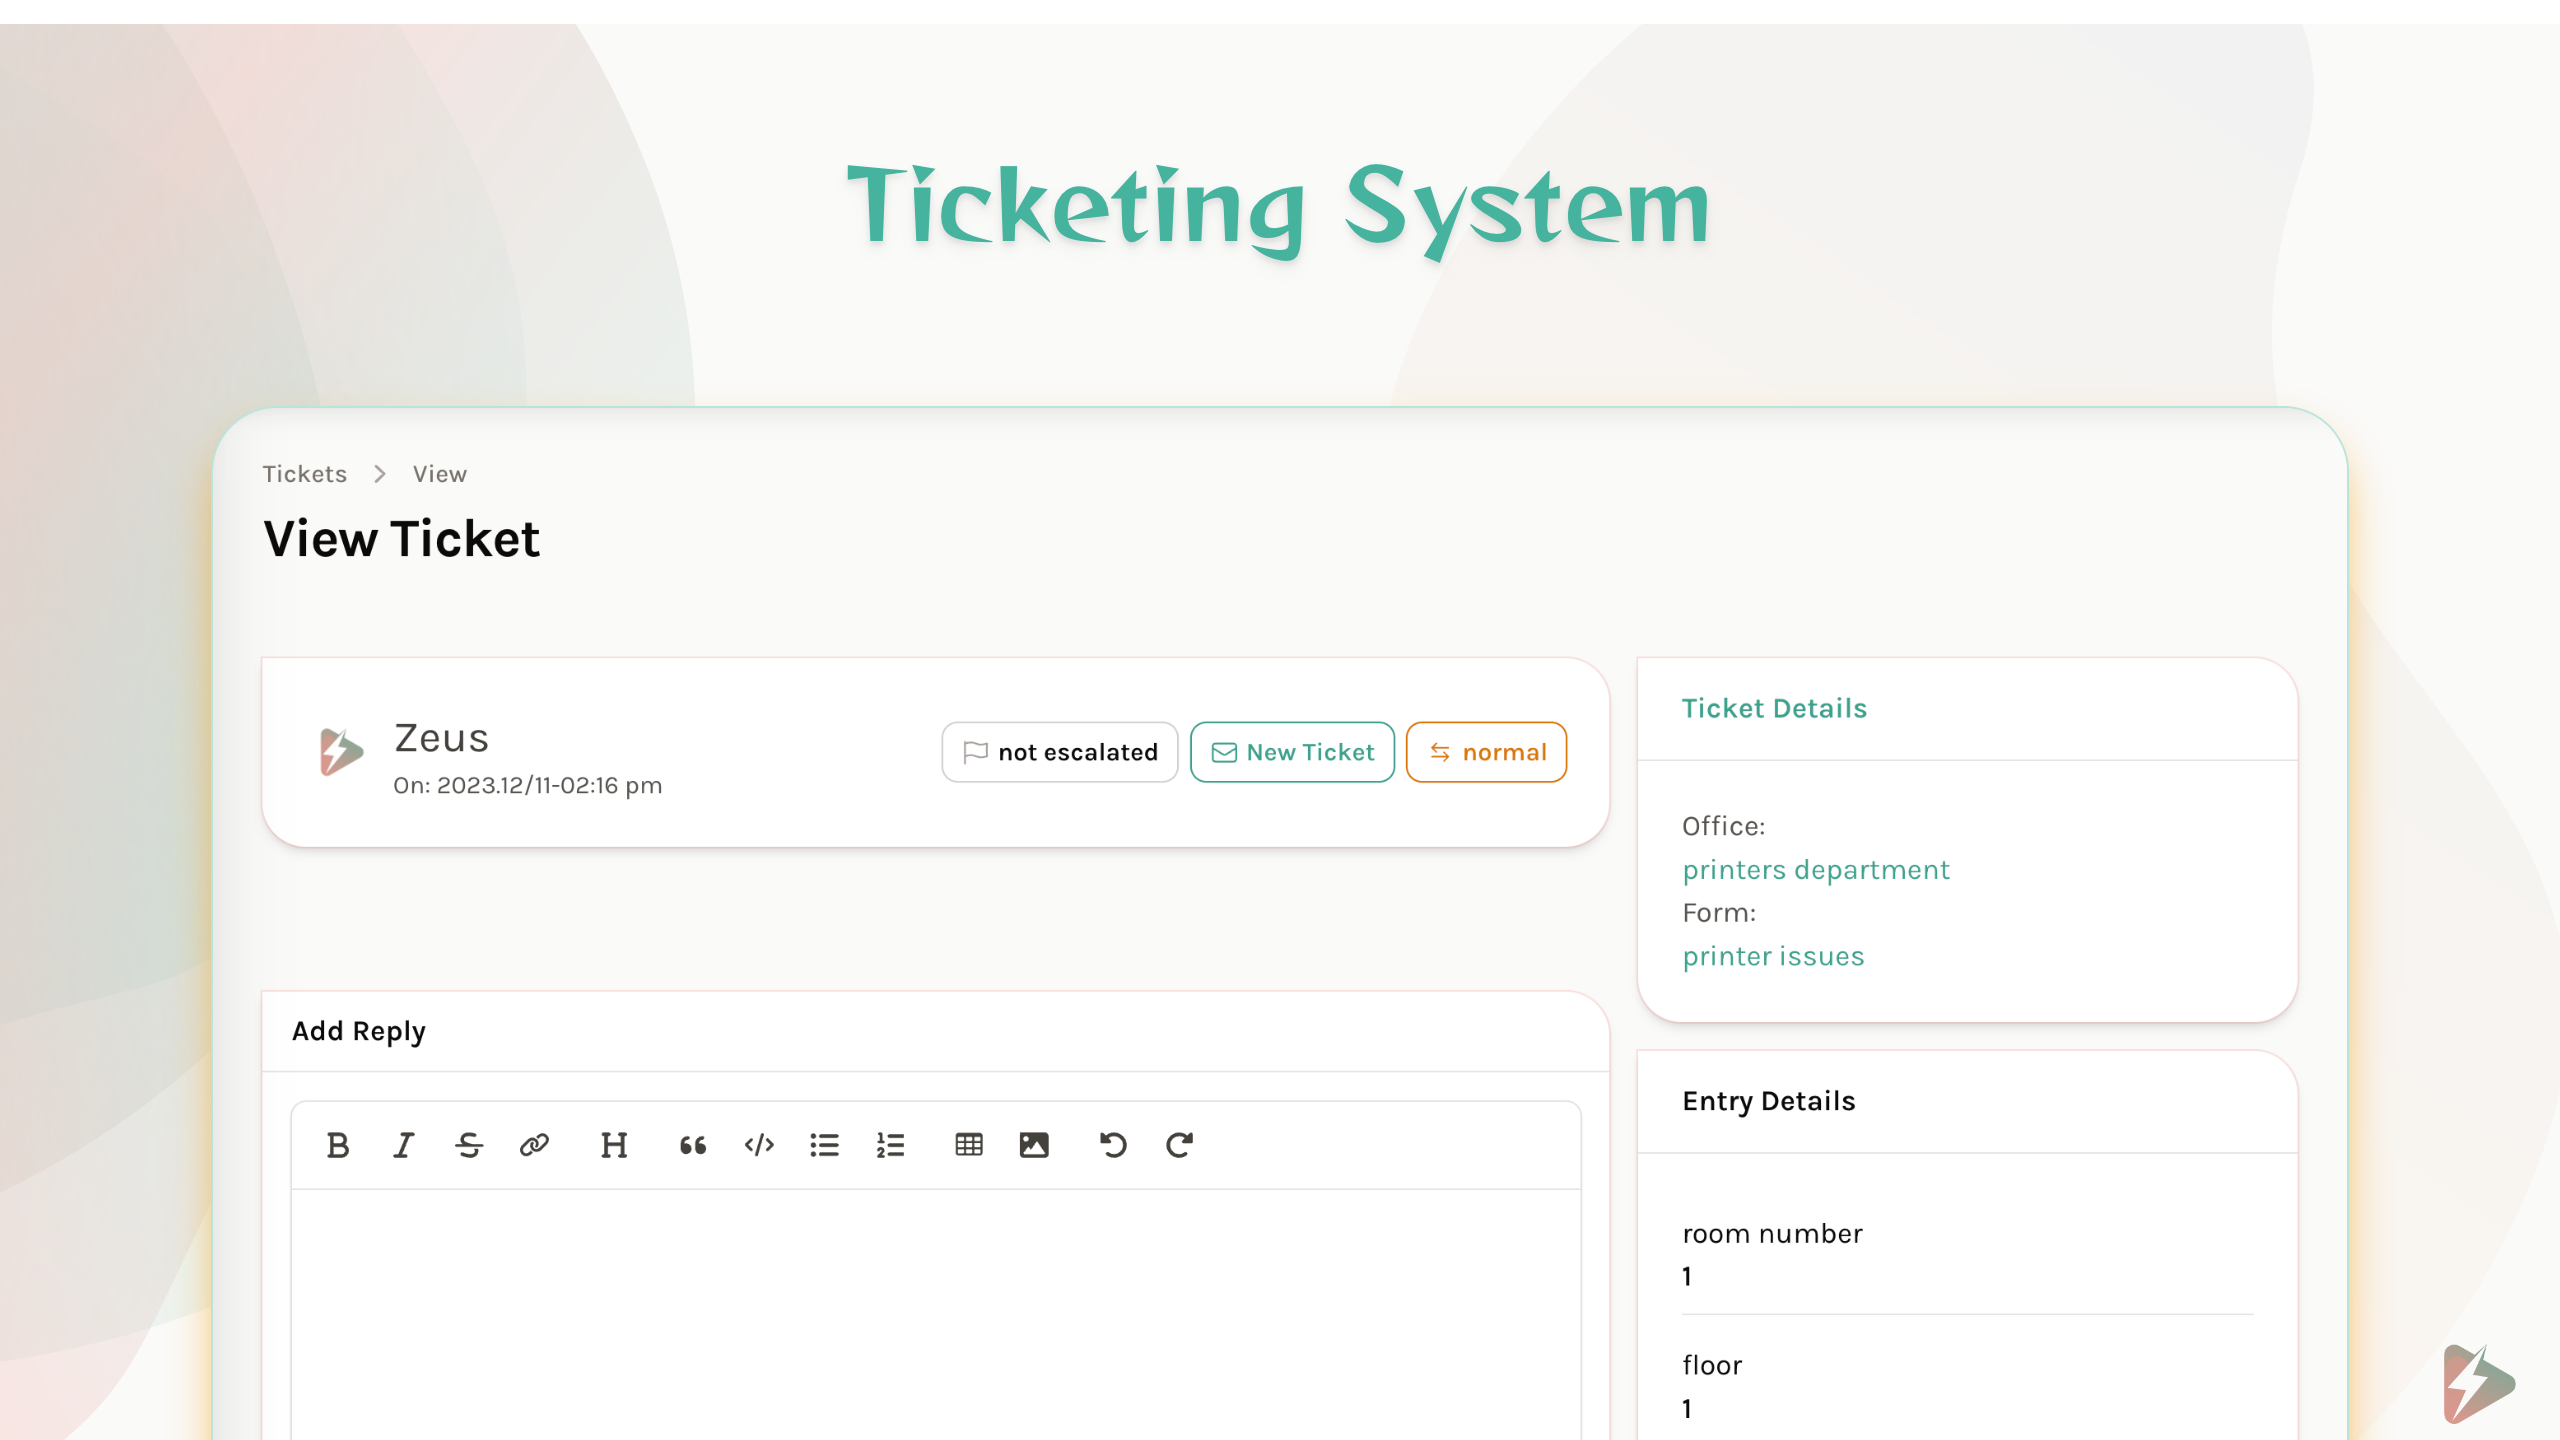 Ticketing System
Tickets
View
View Ticket
Zeus
On: 2023.12/11-02:16 pm
not escalated
New Ticket
normal
Add Reply
Ticket Details
Office:
printers department
Form:
printer issues
Entry Details
room number
1
floor
1